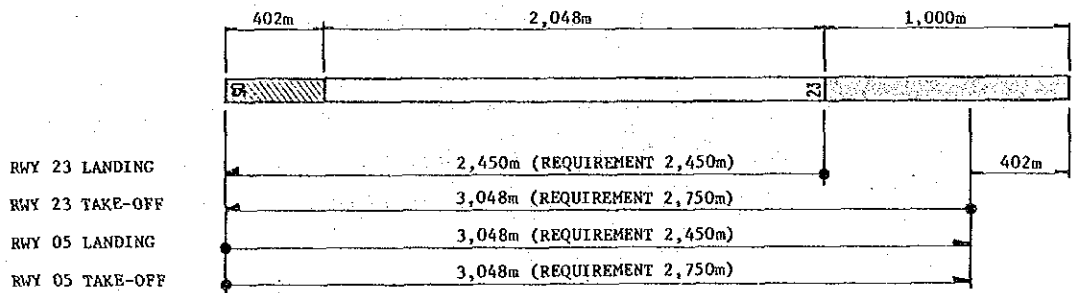 402m 2,048m 1,000m
05 23
RWY 23 LANDING 2,450m (REQUIREMENT 2,450m) 402m
RWY 23 TAKE-OFF 3,048m (REQUIREMENT 2,750m)
RWY 05 LANDING 3,048m (REQUIREMENT 2,450m)
RWY 05 TAKE-OFF 3,048m (REQUIREMENT 2,750m)